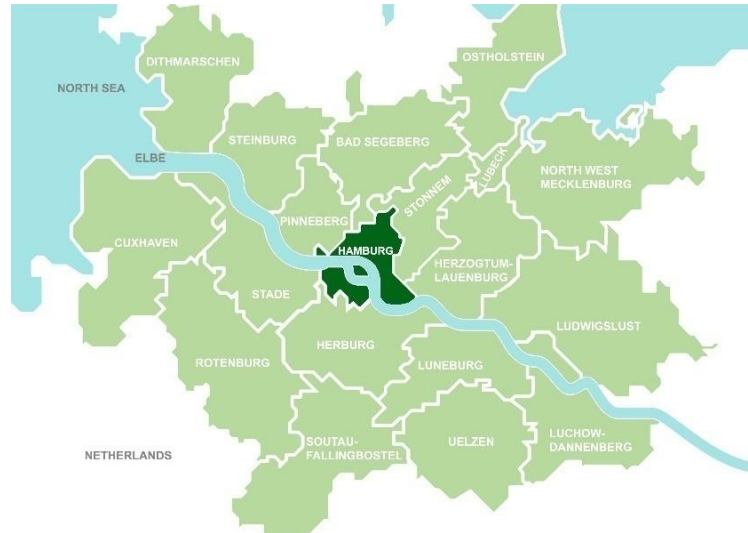 OSTHOLSTEIN
DITHMARSCHEN
NORTH SEA
STEINBURG
BAD SEGEBERG
ELBE
LUBECK
NORTH WEST
MECKLENBURG
STONNEM
PINNEBERG
CUXHAVEN
HAMBURG
HERZOGTUM-
LAUENBURG
STADE
LUDWIGSLUST
HERBURG
ROTENBURG
LUNEBURG
SOUTAU-
FALLINGBOSTEL
UELZEN
LUCHOW-
DANNENBERG
NETHERLANDS